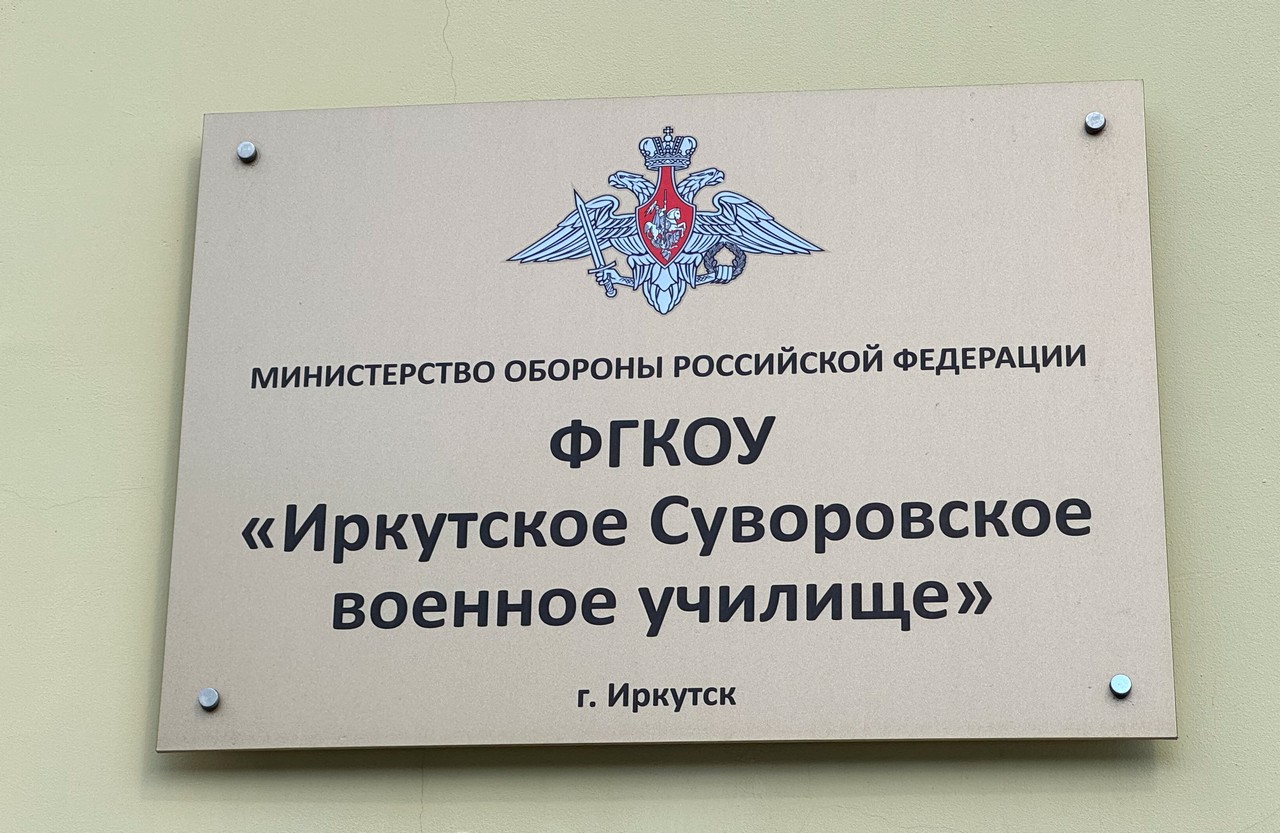 МИНИСТЕРСТВО ОБОРОНЫ РОССИЙСКОЙ ФЕДЕРАЦИИ
ФГКОУ
«Иркутское Суворовское
военное училище»
г. Иркутск